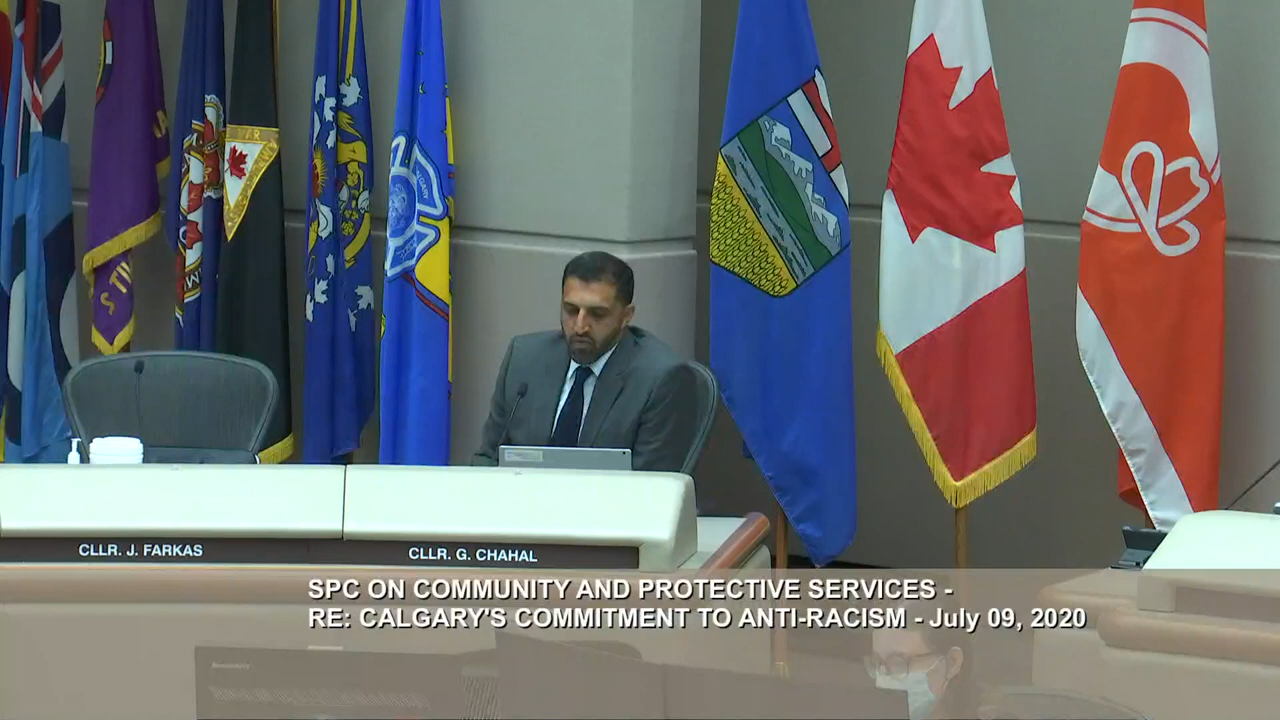 CALGARY
CLLR. J. FARKAS
CLLR. G. CHAHAL
SPC ON COMMUNITY AND PROTECTIVE SERVICES -
RE: CALGARY'S COMMITMENT TO ANTI-RACISM - July 09, 2020